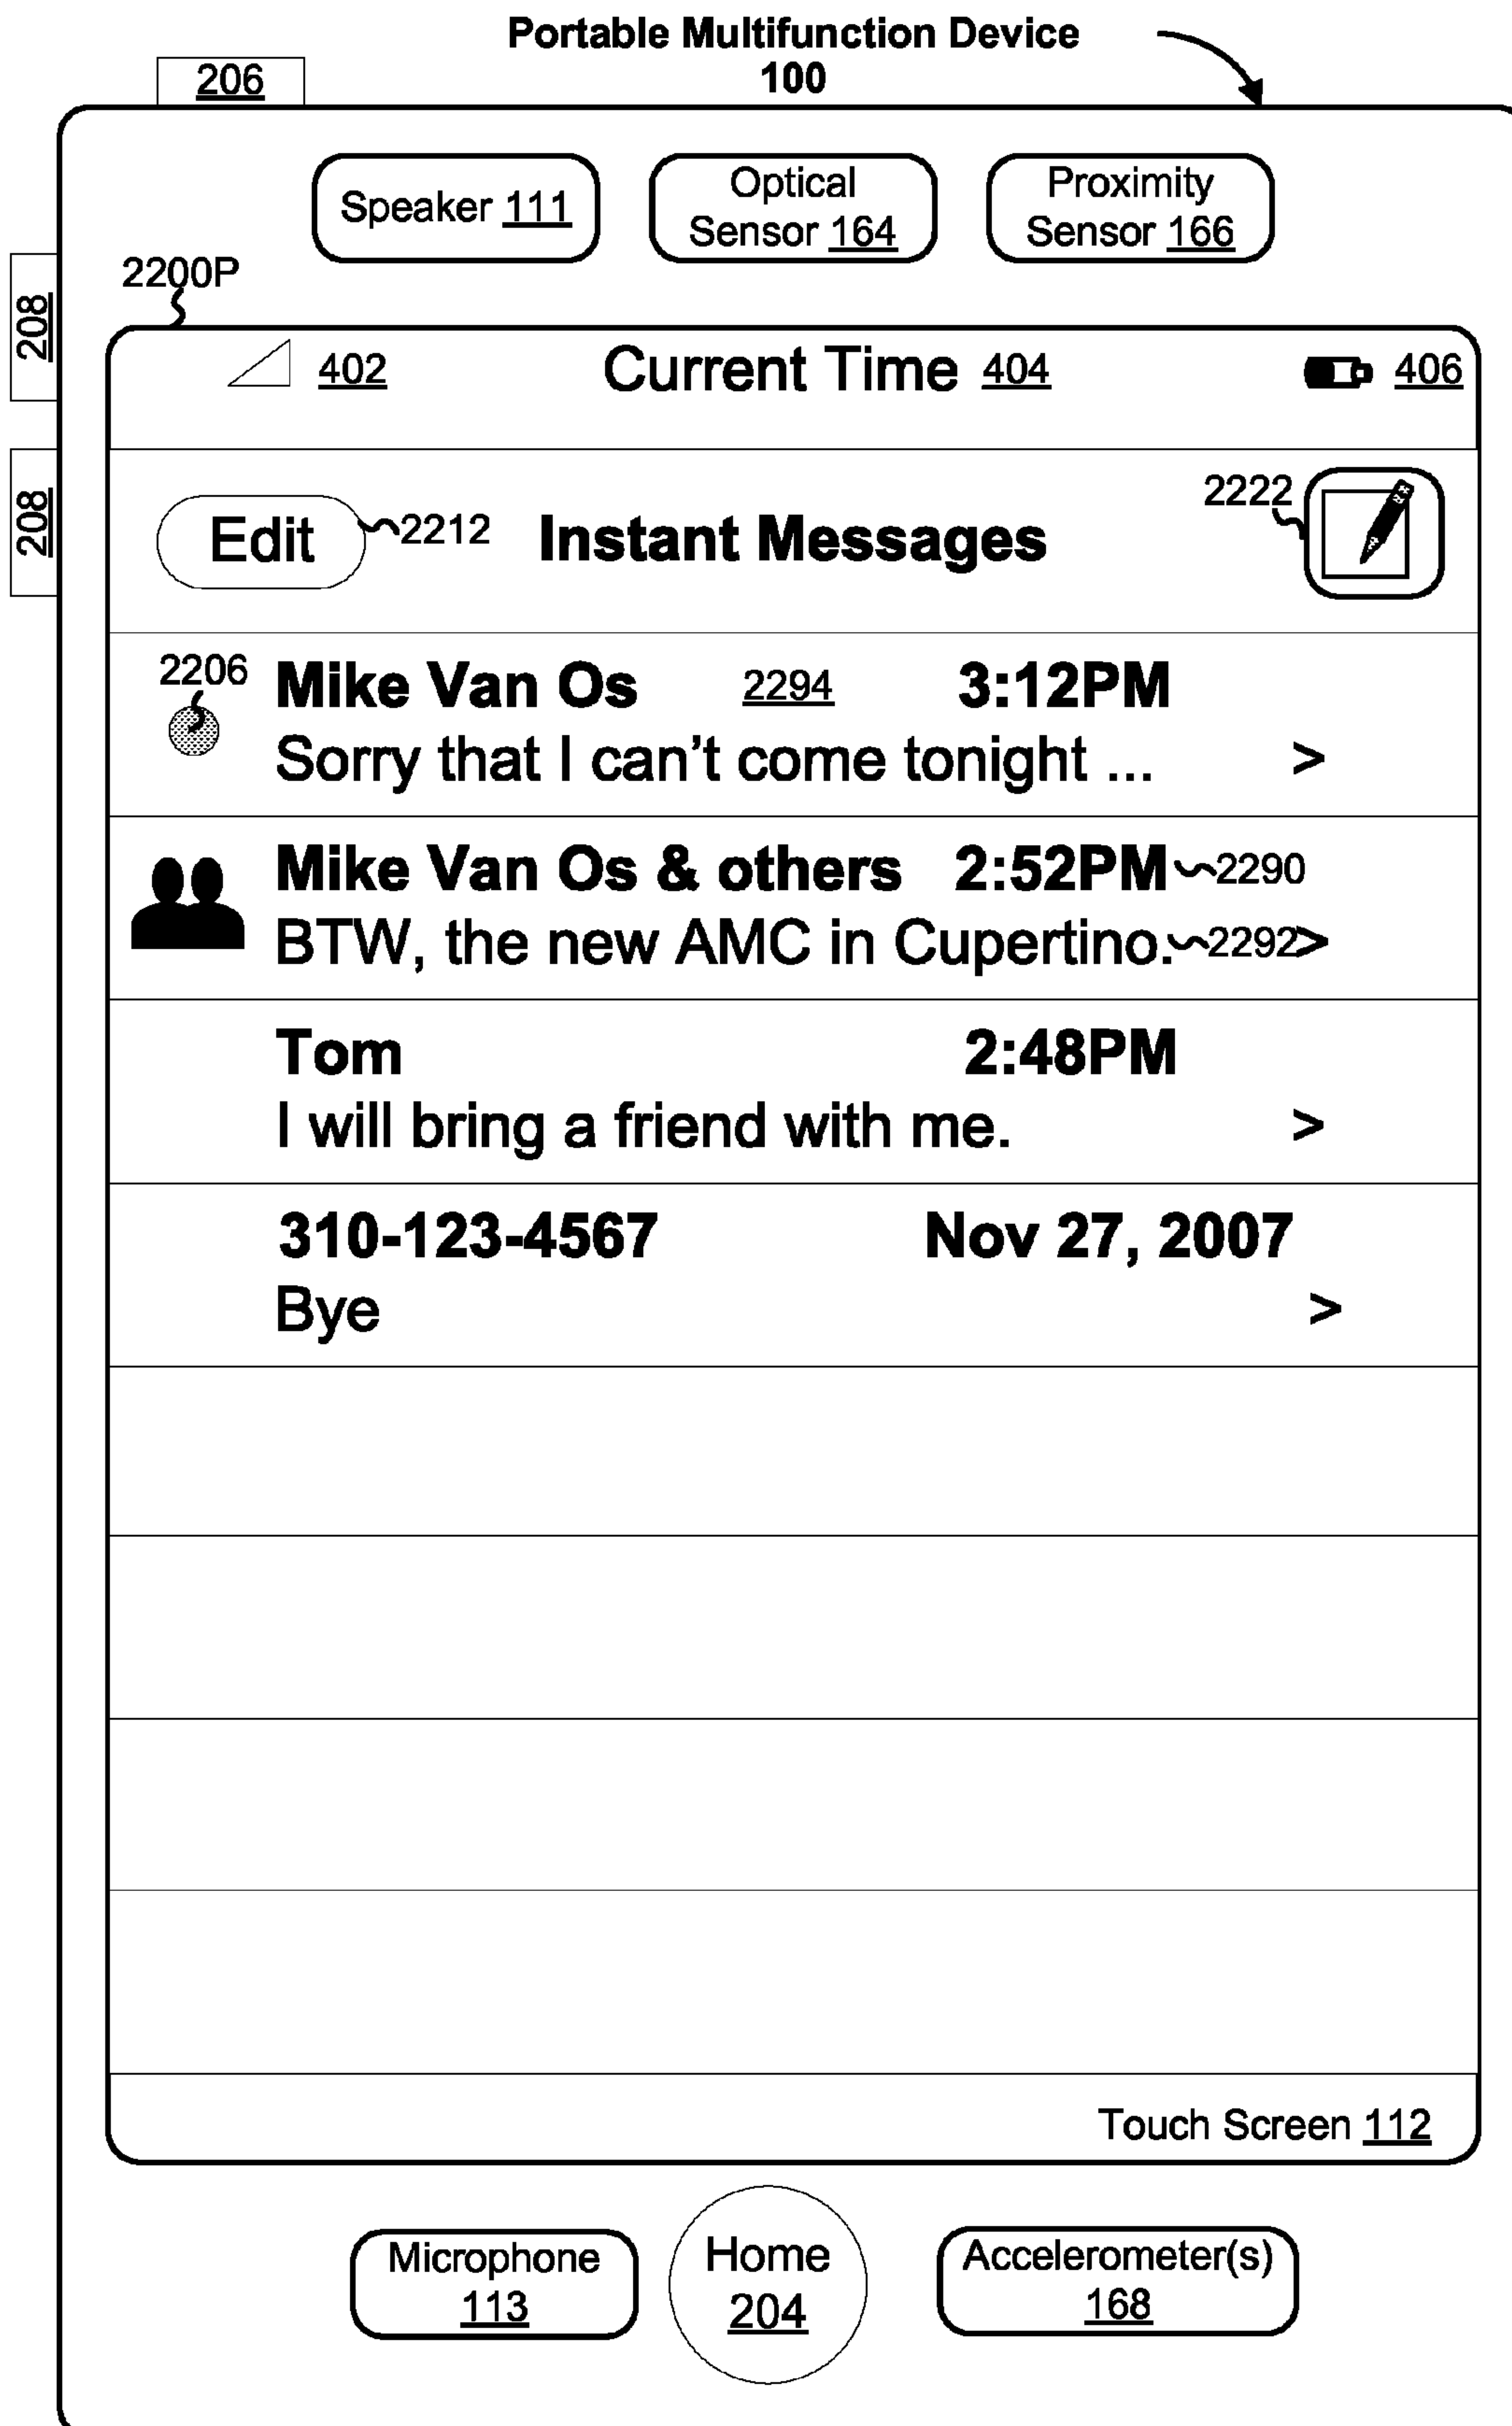 Portable Multifunction Device
100
206
Speaker 111
Optical
Sensor 164
Proximity
Sensor 166
2200P
208
208
402
Current Time 404
406
Edit
2212
Instant Messages
2222
2206
Mike Van Os 2294 3:12PM
Sorry that I can't come tonight ... >
Mike Van Os & others 2:52PM 2290
BTW, the new AMC in Cupertino. 2292>
Tom 2:48PM
I will bring a friend with me. >
310-123-4567 Nov 27, 2007
Bye >
Touch Screen 112
Microphone
113
Home
204
Accelerometer(s)
168